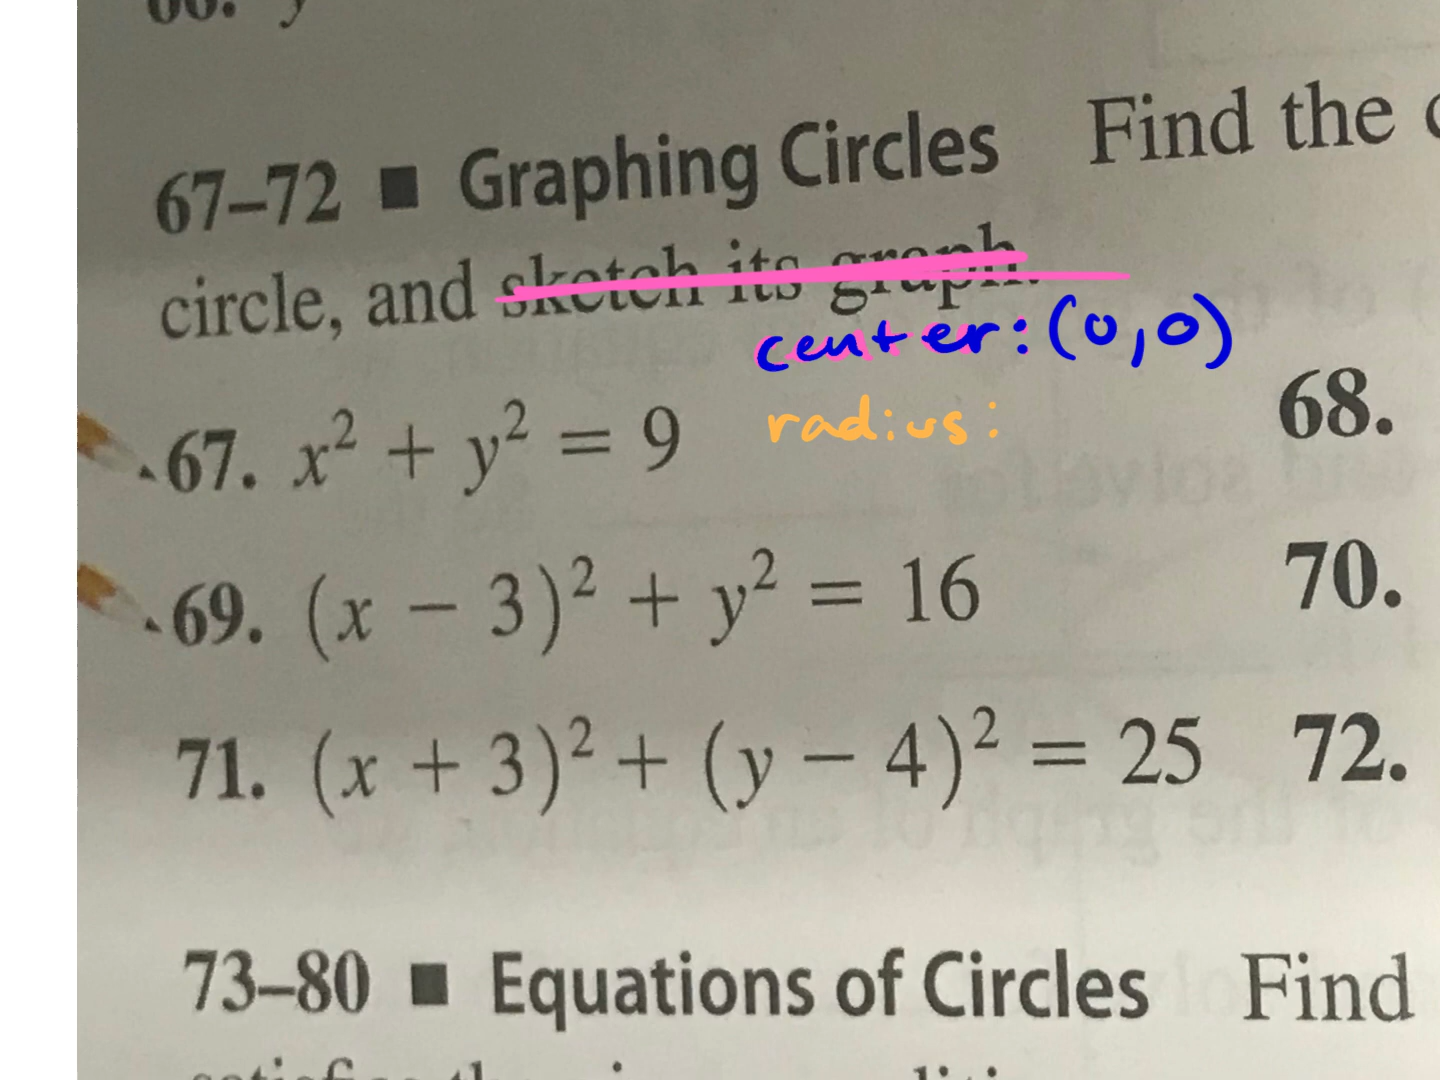 67–72 ■ Graphing Circles Find the
circle, and sketch its graph.
center: (0,0)
radius:
67. x² + y² = 9
68.
69. (x − 3)² + y² = 16
70.
71. (x + 3)² + (y − 4)² = 25
72.
73–80 ■ Equations of Circles Find